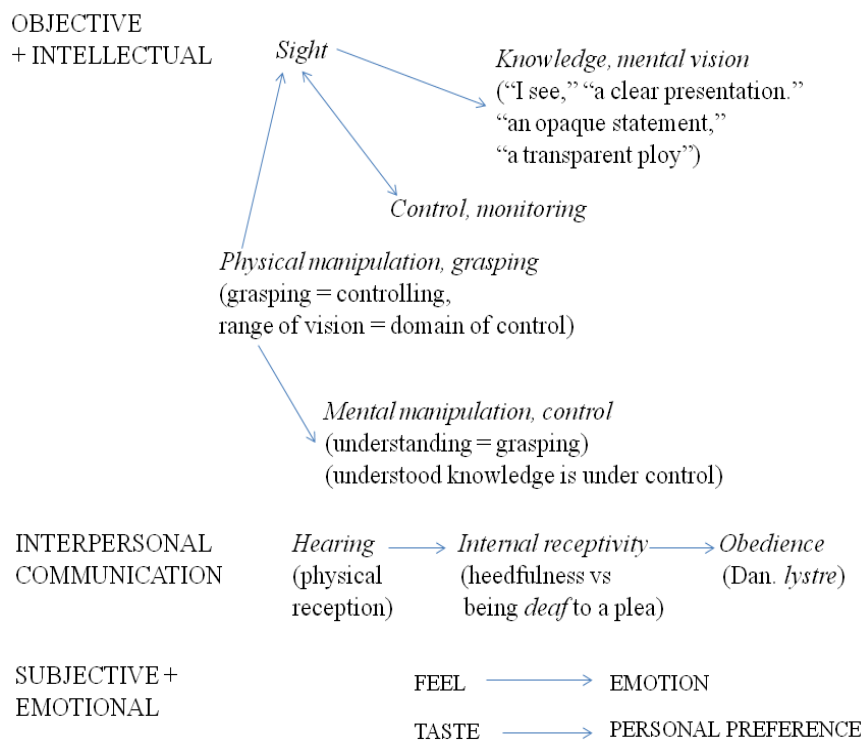 OBJECTIVE
+ INTELLECTUAL
Sight
Knowledge, mental vision
(“I see,” “a clear presentation.”
“an opaque statement,”
“a transparent ploy”)
Control, monitoring
Physical manipulation, grasping
(grasping = controlling,
range of vision = domain of control)
Mental manipulation, control
(understanding = grasping)
(understood knowledge is under control)
INTERPERSONAL
COMMUNICATION
Hearing
(physical
reception)
Internal receptivity
(heedfulness vs
being deaf to a plea)
Obedience
(Dan. lystre)
SUBJECTIVE +
EMOTIONAL
FEEL
EMOTION
TASTE
PERSONAL PREFERENCE